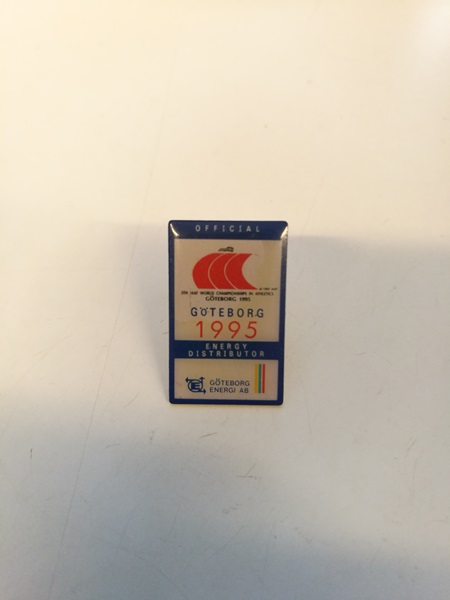 OFFICIAL
5TH IAAF WORLD CHAMPIONSHIPS IN ATHLETICS
GÖTEBORG 1995
GÖTEBORG
1995
ENERGY
DISTRIBUTOR
GÖTEBORG
ENERGI AB